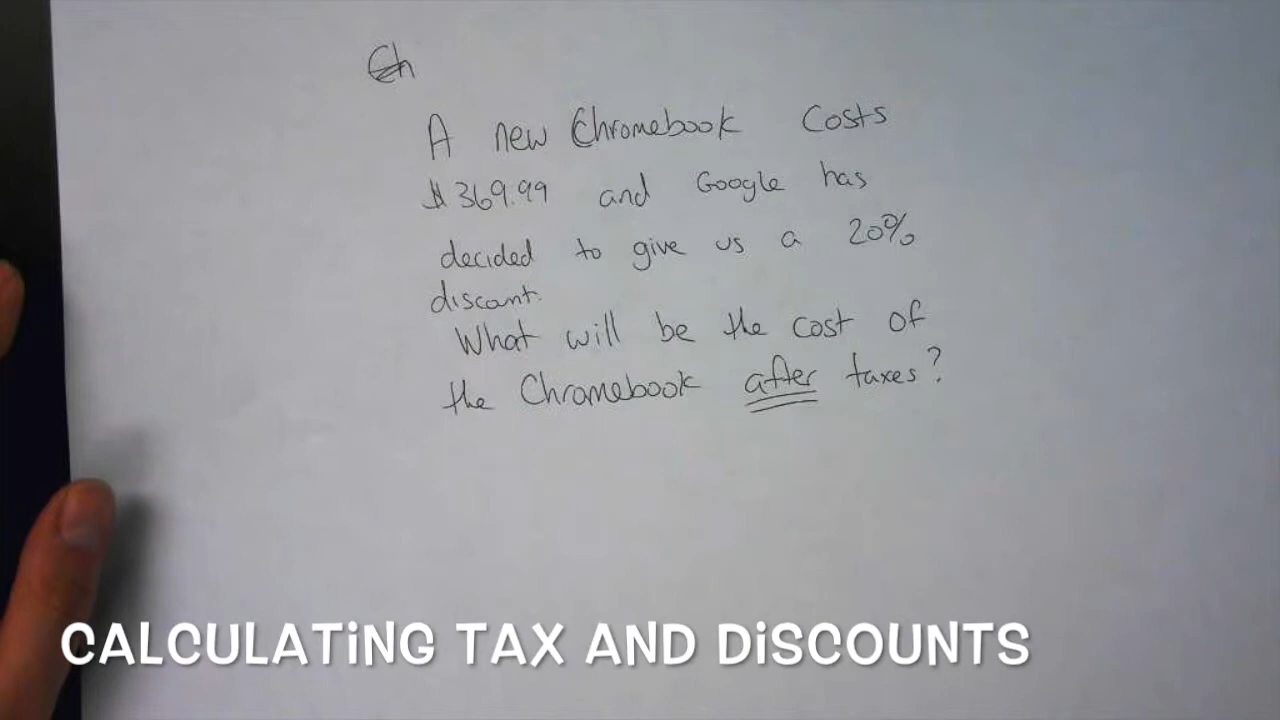 Ch
A new Chromebook costs
$369.99 and Google has
decided to give us a 20%
discount.
What will be the cost of
the Chromebook after taxes?
CALCULATING TAX AND DISCOUNTS